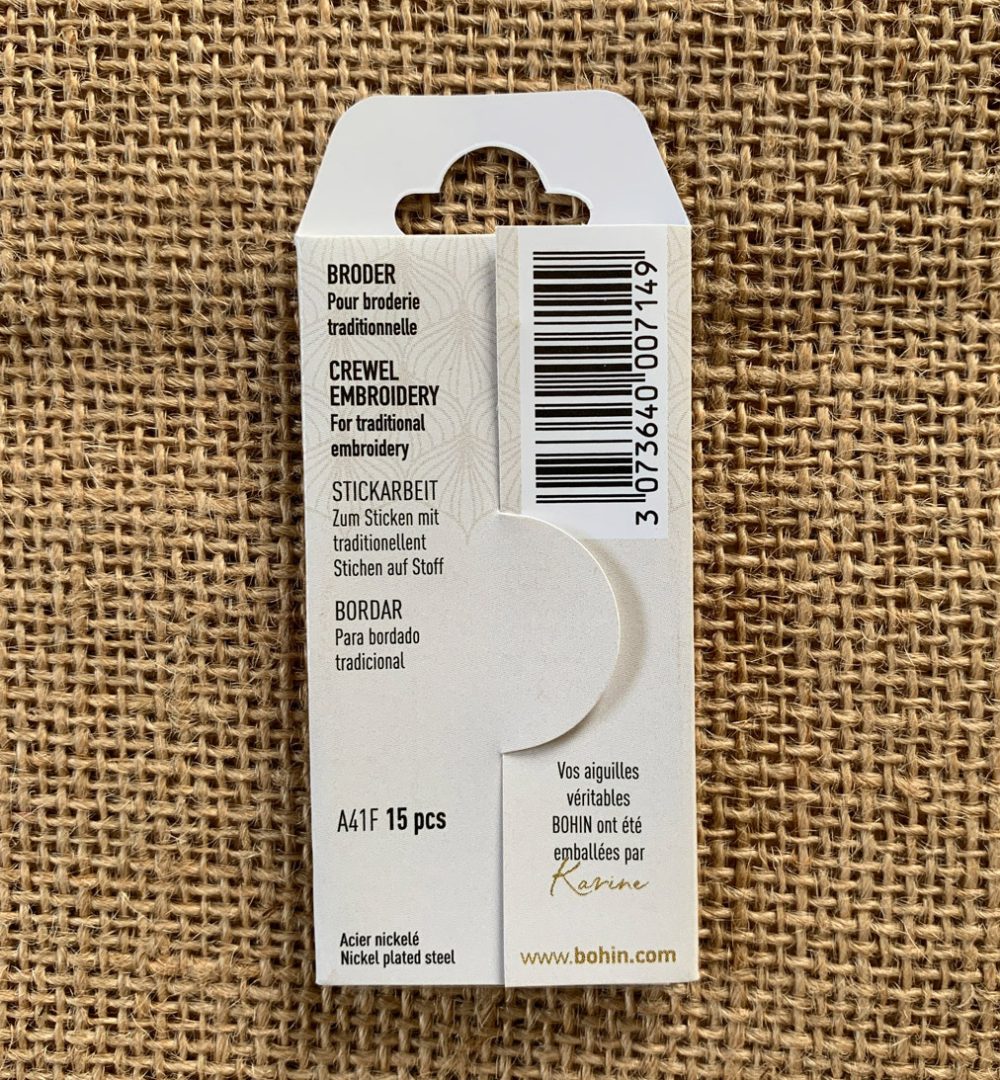 BRODER
Pour broderie
traditionnelle
CREWEL
EMBROIDERY
For traditional
embroidery
STICKARBEIT
Zum Sticken mit
traditionellent
Stichen auf Stoff
BORDAR
Para bordado
tradicional
A41F 15 pcs
Acier nickelé
Nickel plated steel
3 073640 007149
Vos aiguilles
véritables
BOHIN ont été
emballées par
Karine
www.bohin.com